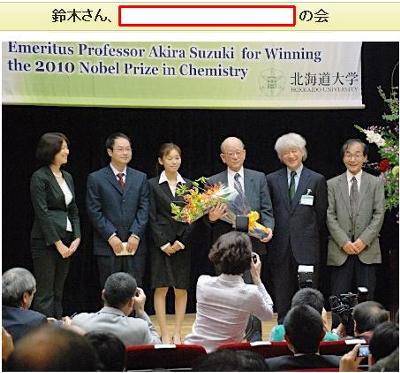 鈴木さん、 の会
Emeritus Professor Akira Suzuki for Winning
the 2010 Nobel Prize in Chemistry
北海道大学
HOKKAIDO UNIVERSITY